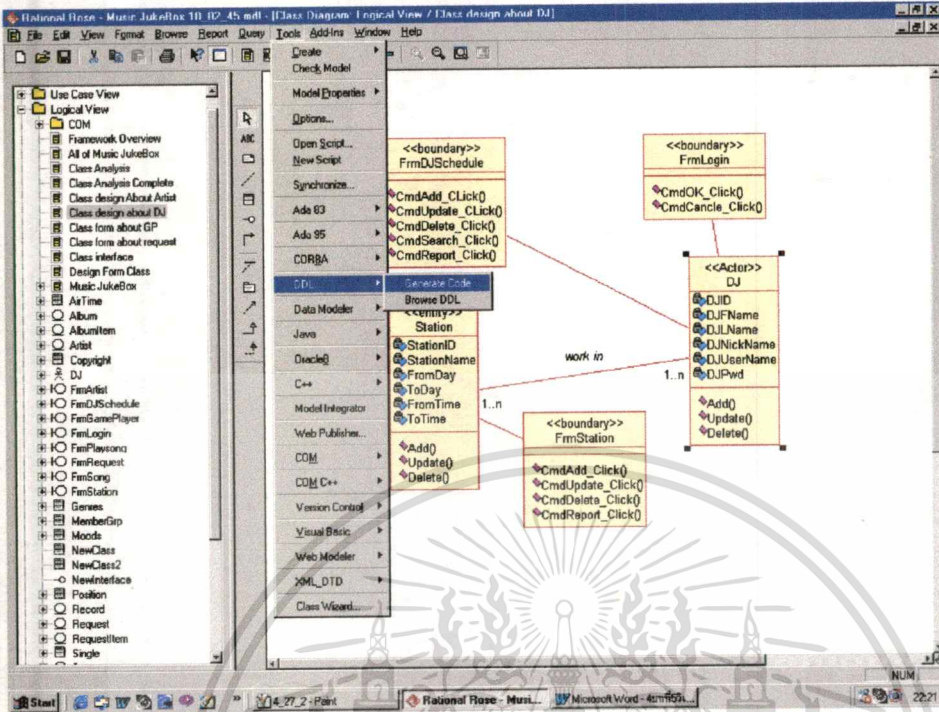 Rational Rose - Music JukeBox 10_02_45.mdl - [Class Diagram: Logical View / Class design about DJ]
File Edit View Format Browse Report Query Tools Add-Ins Window Help
Use Case View
Logical View
COM
Framework Overview
All of Music JukeBox
Class Analysis
Class Analysis Complete
Class design About Artist
Class design about DJ
Class form about GP
Class form about request
Class interface
Design Form Class
Music JukeBox
AirTime
Album
AlbumItem
Artist
Copyright
DJ
FrmArtist
FrmDJSchedule
FrmGamePlayer
FrmLogin
FrmPlaysong
FrmRequest
FrmSong
FrmStation
Genres
MemberGrp
Moods
NewClass
NewClass2
NewInterface
Position
Record
Request
RequestItem
Single
ABC
Create
Check Model
Model Properties
Options...
Open Script...
New Script
Synchronize...
Ada 83
Ada 95
CORBA
DDL
Data Modeler
Java
Oracle8
C++
Model Integrator
Web Publisher...
COM
COM C++
Version Control
Visual Basic
Web Modeler
XML_DTD
Class Wizard...
Generate Code
Browse DDL
<<boundary>>
FrmDJSchedule
CmdAdd_CLick()
CmdUpdate_CLick()
CmdDelete_Click()
CmdSearch_Click()
CmdReport_Click()
<<boundary>>
FrmLogin
CmdOK_Click()
CmdCancle_Click()
<<Actor>>
DJ
DJID
DJFName
DJLName
DJNickName
DJUserName
DJPwd
Add()
Update()
Delete()
<<entity>>
Station
StationID
StationName
FromDay
ToDay
FromTime
ToTime
Add()
Update()
Delete()
work in
1..n
1..n
<<boundary>>
FrmStation
CmdAdd_Click()
CmdUpdate_Click()
CmdDelete_Click()
CmdReport_Click()
NUM
Start
4_27_2 - Paint
Rational Rose - Musi...
Microsoft Word -
22:21